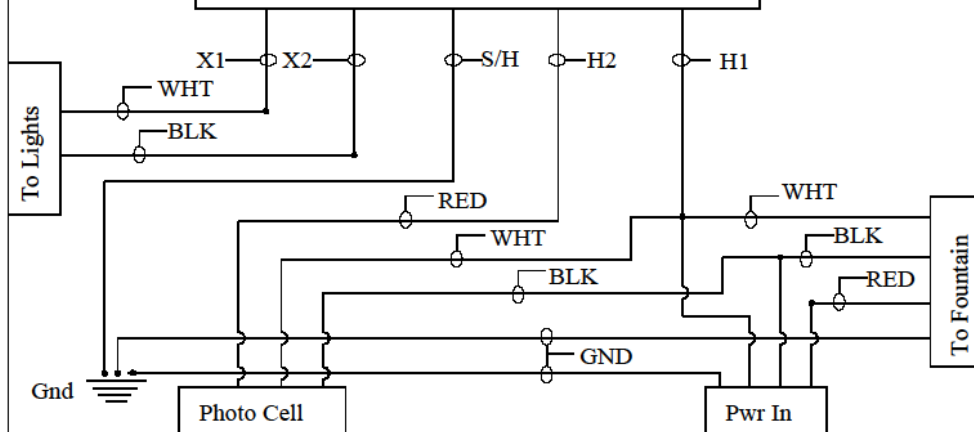 X1 X2 S/H H2 H1
WHT
BLK
To Lights
RED
WHT
WHT
BLK
BLK
RED
To Fountain
GND
Gnd
Photo Cell
Pwr In